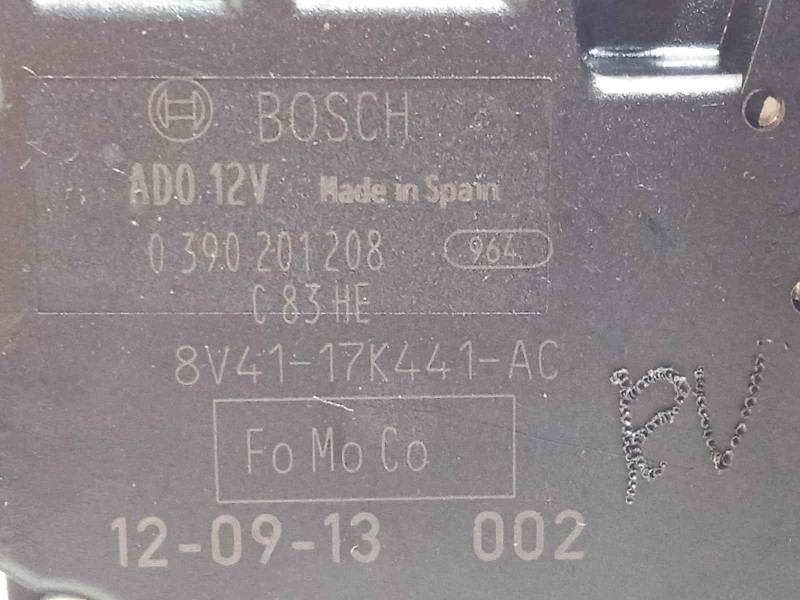 BOSCH
AD0 12V Made in Spain
0 390 201 208 964
C 83 HE
8V41-17K441-AC
RV
Fo Mo Co
12-09-13 002